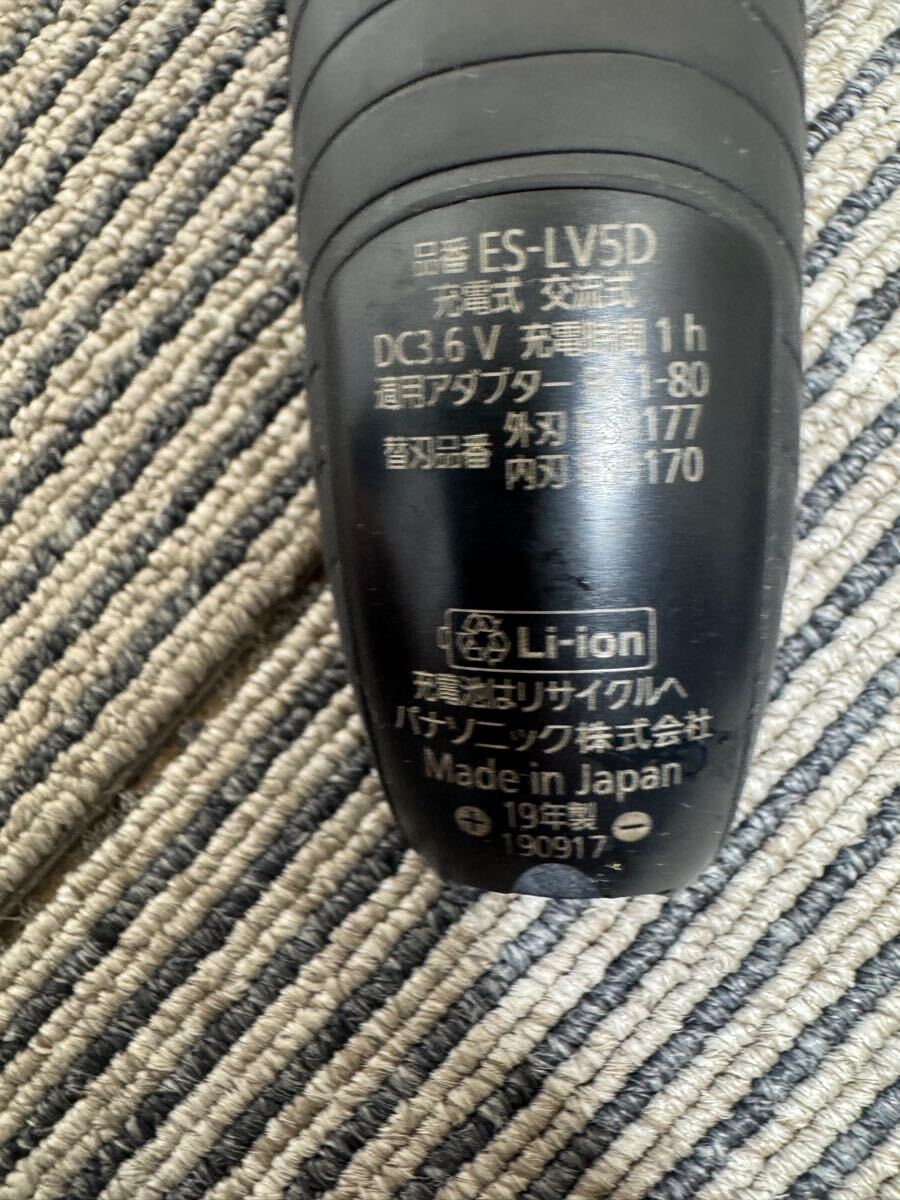 品番 ES-LV5D
充電式 交流式
DC3.6 V 充電時間 1 h
適用アダプター 1-80
替刃品番 外刃 177
内刃 170
Li-ion
充電池はリサイクルへ
パナソニック株式会社
Made in Japan
+ 19年製 -
190917